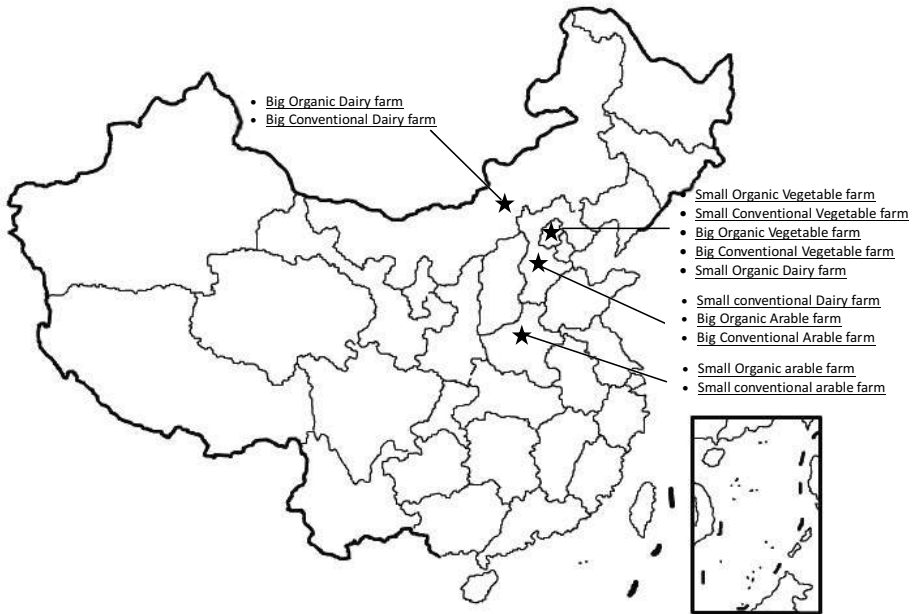 • Big Organic Dairy farm
• Big Conventional Dairy farm
• Small Organic Vegetable farm
• Small Conventional Vegetable farm
• Big Organic Vegetable farm
• Big Conventional Vegetable farm
• Small Organic Dairy farm
• Small conventional Dairy farm
• Big Organic Arable farm
• Big Conventional Arable farm
• Small Organic arable farm
• Small conventional arable farm